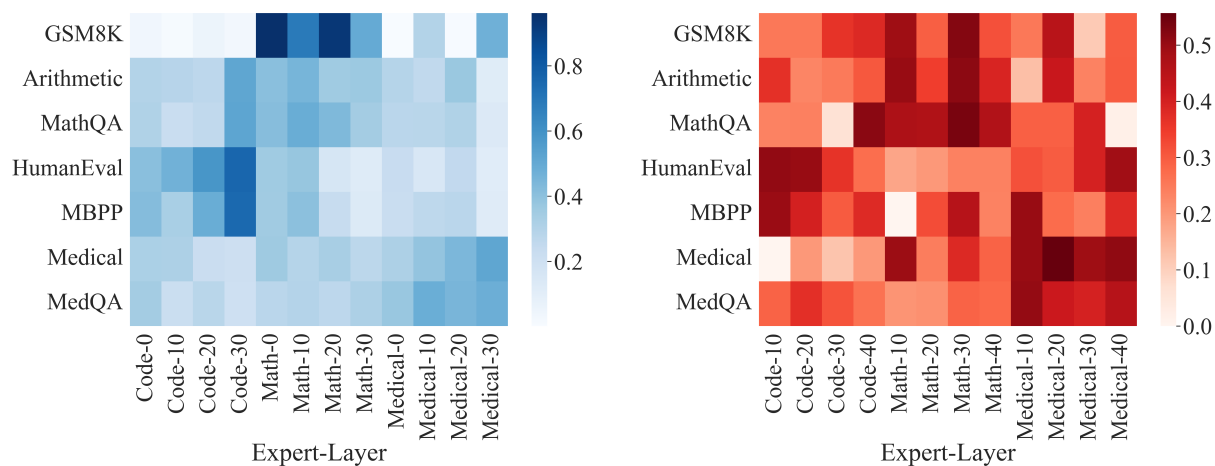 GSM8K
Arithmetic
MathQA
HumanEval
MBPP
Medical
MedQA
Code-0
Code-10
Code-20
Code-30
Math-0
Math-10
Math-20
Math-30
Medical-0
Medical-10
Medical-20
Medical-30
Expert-Layer
0.8
0.6
0.4
0.2
GSM8K
Arithmetic
MathQA
HumanEval
MBPP
Medical
MedQA
Code-10
Code-20
Code-30
Code-40
Math-10
Math-20
Math-30
Math-40
Medical-10
Medical-20
Medical-30
Medical-40
Expert-Layer
0.5
0.4
0.3
0.2
0.1
0.0